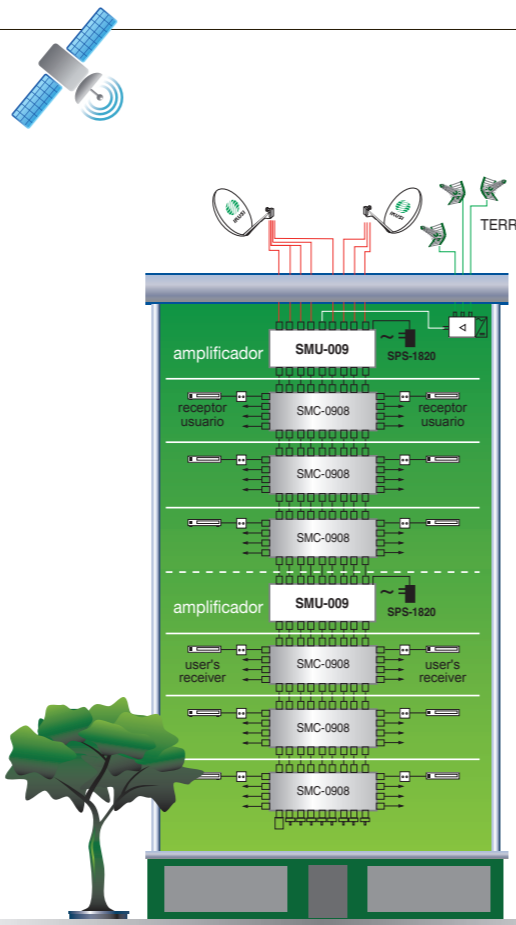 TERR
amplificador
SMU-009
SPS-1820
receptor
usuario
SMC-0908
receptor
usuario
SMC-0908
SMC-0908
amplificador
SMU-009
SPS-1820
user's
receiver
SMC-0908
user's
receiver
SMC-0908
SMC-0908